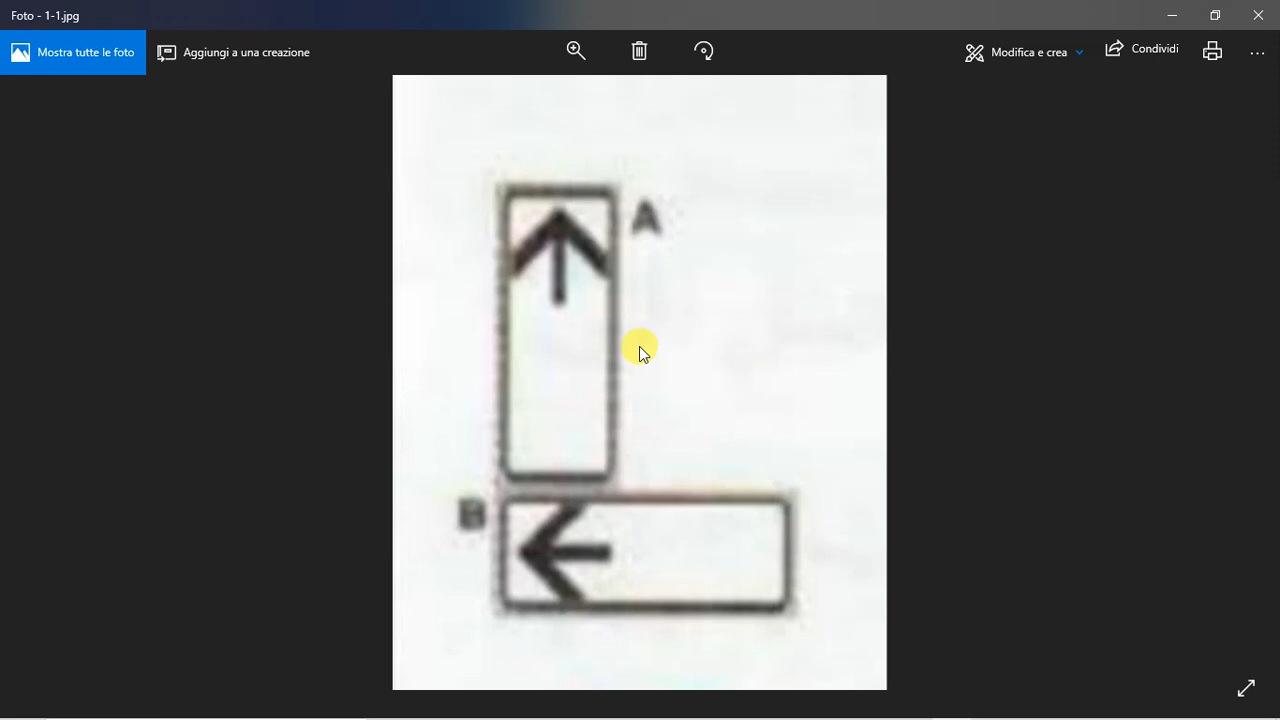 Foto - 1-1.jpg
Mostra tutte le foto
Aggiungi a una creazione
Modifica e crea
Condividi
A
B